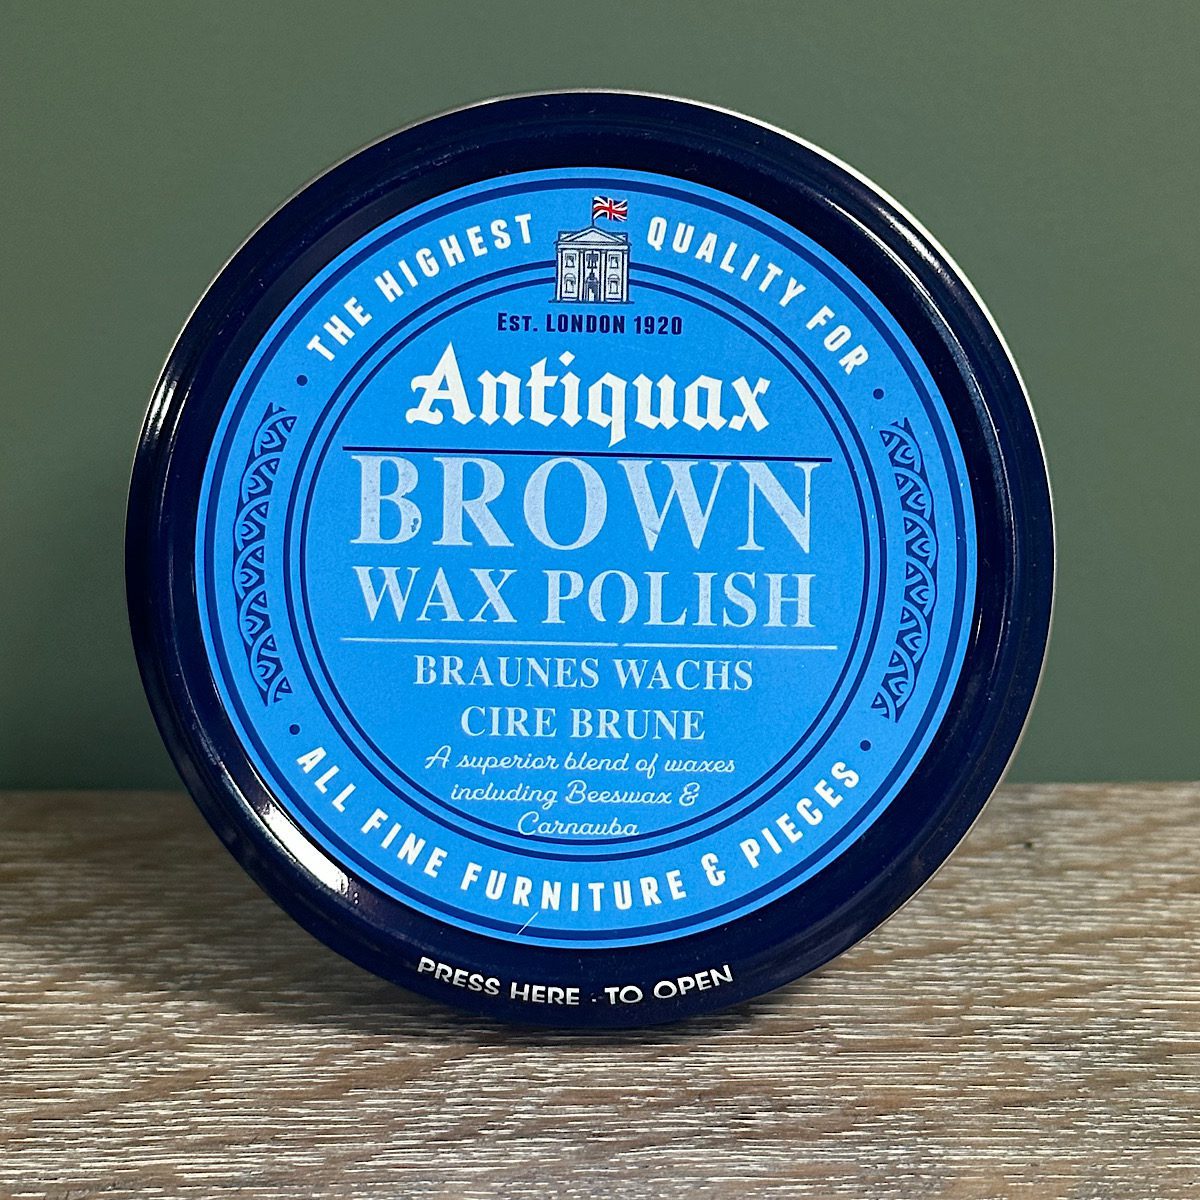 THE HIGHEST QUALITY FOR
Est. LONDON 1920
Antiquax
BROWN
WAX POLISH
BRAUNES WACHS
CIRE BRUNE
A superior blend of waxes
including Beeswax &
Carnauba
ALL FINE FURNITURE & PIECES
PRESS HERE · TO OPEN